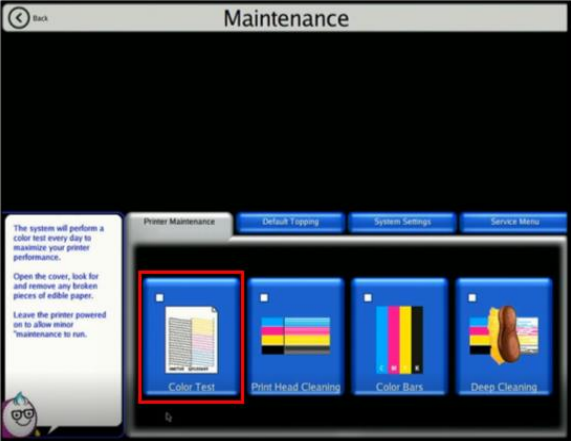 Back
Maintenance
The system will perform a
color test every day to
maximize your printer
performance.
Open the cover, look for
and remove any broken
pieces of edible paper.
Leave the printer powered
on to allow minor
"maintenance to run.
Printer Maintenance
Default Topping
System Settings
Service Menu
C M Y K
Color Test
Print Head Cleaning
Color Bars
Deep Cleaning